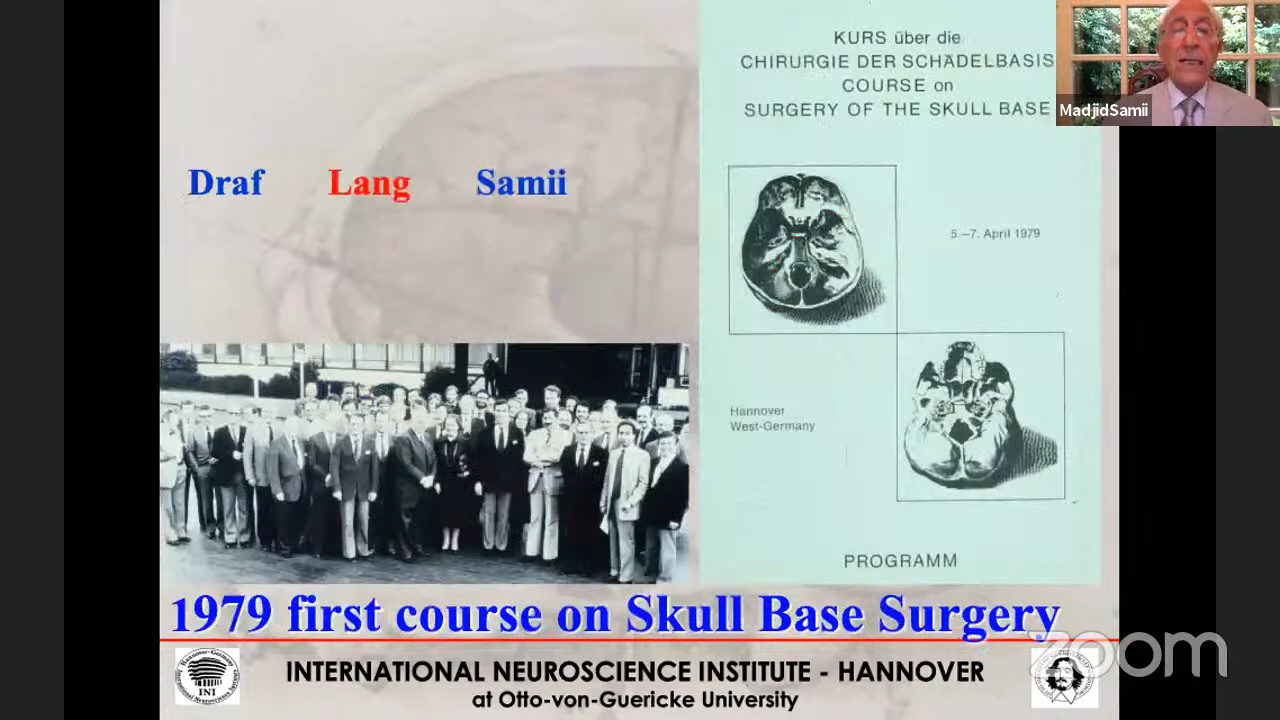 KURS über die
CHIRURGIE DER SCHÄDELBASIS
COURSE on
SURGERY OF THE SKULL BASE
MadjidSamii
Draf Lang Samii
5.–7. April 1979
Hannover
West-Germany
PROGRAMM
1979 first course on Skull Base Surgery
INTERNATIONAL NEUROSCIENCE INSTITUTE - HANNOVER
at Otto-von-Guericke University
INI
zoom